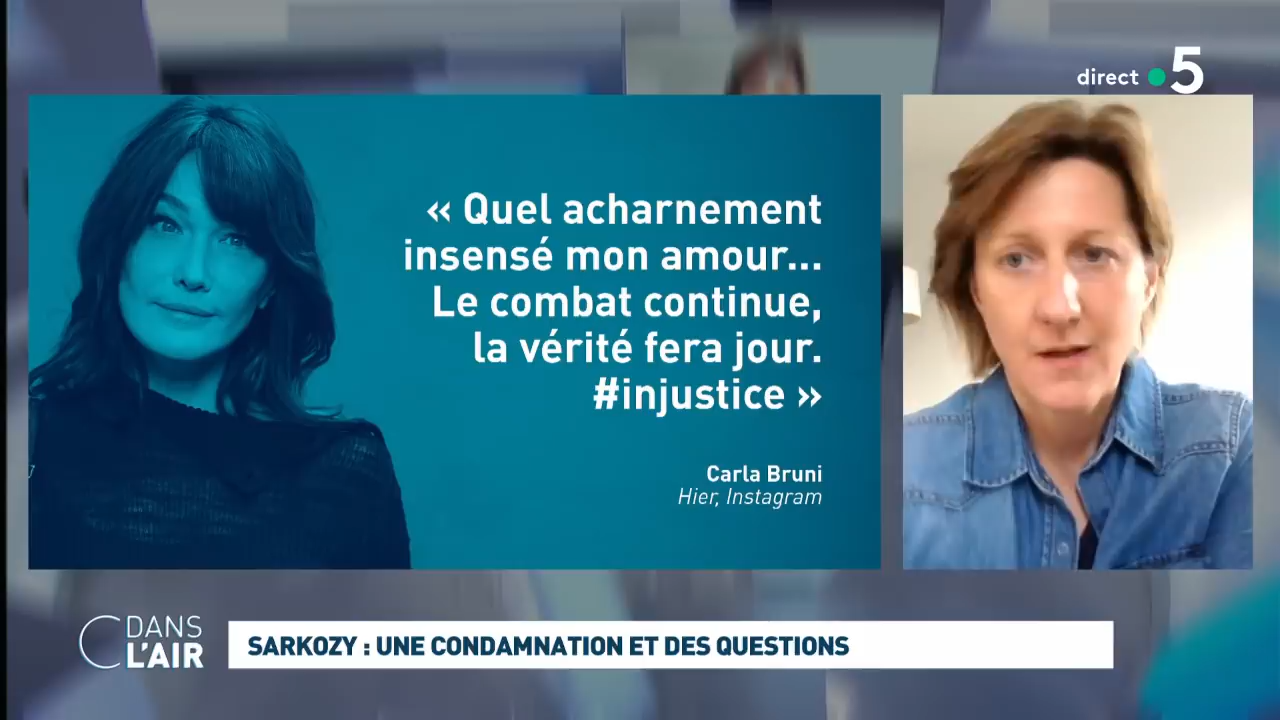 direct 5
« Quel acharnement
insensé mon amour...
Le combat continue,
la vérité fera jour.
#injustice »
Carla Bruni
Hier, Instagram
C DANS
L'AIR
SARKOZY : UNE CONDAMNATION ET DES QUESTIONS